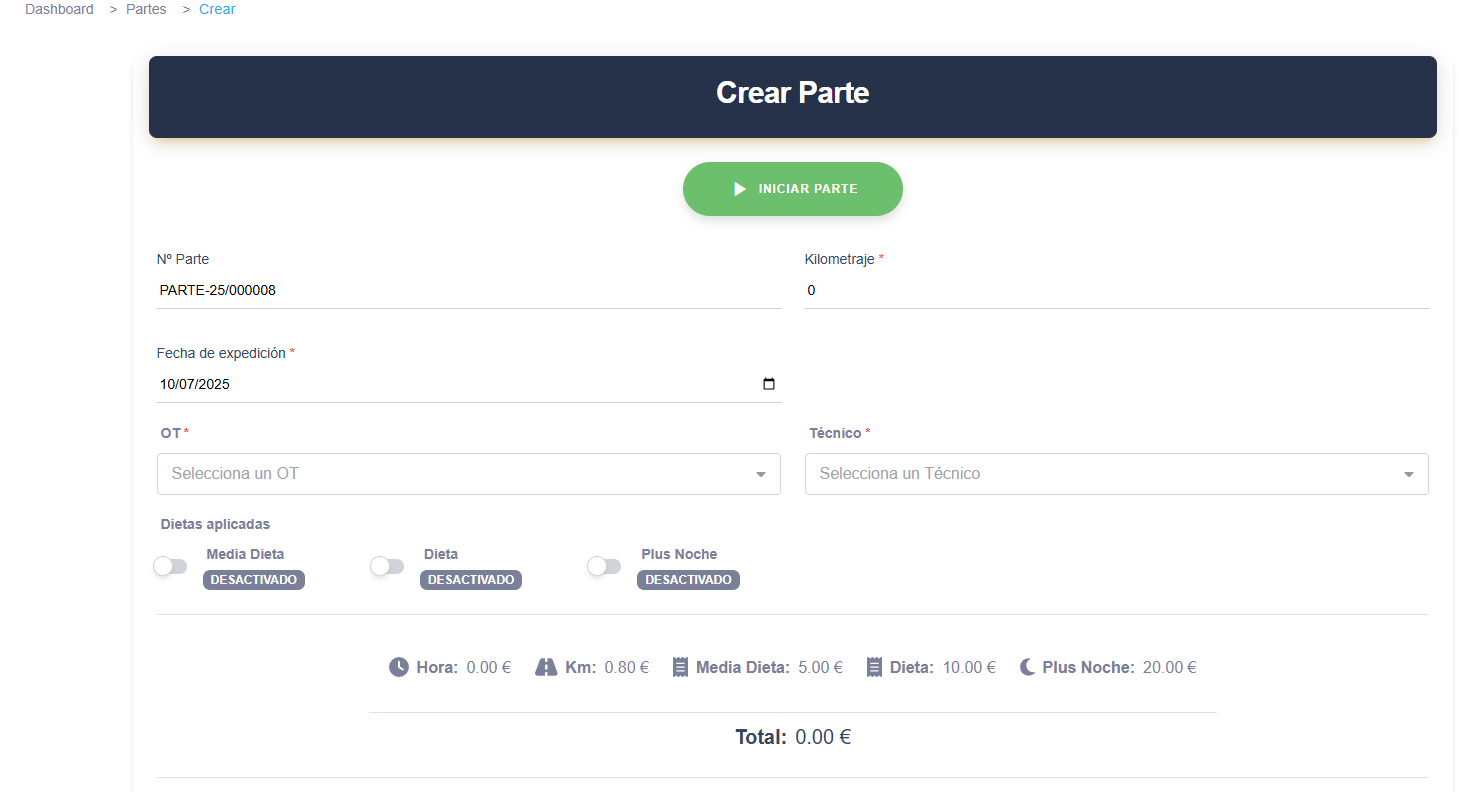 Dashboard > Partes > Crear
Crear Parte
INICIAR PARTE
Nº Parte
PARTE-25/000008
Kilometraje *
0
Fecha de expedición *
10/07/2025
OT *
Selecciona un OT
Técnico *
Selecciona un Técnico
Dietas aplicadas
Media Dieta
DESACTIVADO
Dieta
DESACTIVADO
Plus Noche
DESACTIVADO
Hora: 0.00 € Km: 0.80 € Media Dieta: 5.00 € Dieta: 10.00 € Plus Noche: 20.00 €
Total: 0.00 €